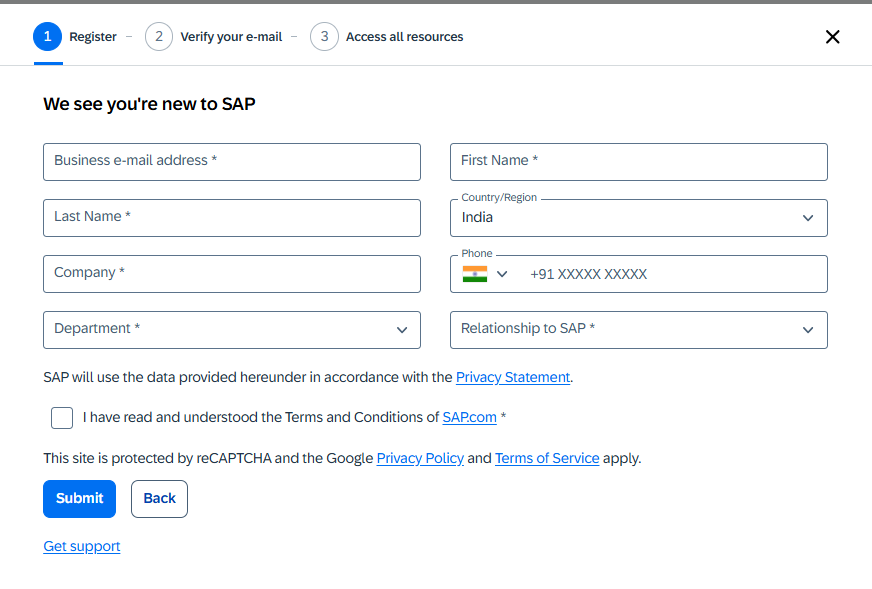 1 Register – 2 Verify your e-mail – 3 Access all resources
We see you're new to SAP
Business e-mail address * First Name *
Last Name * Country/Region India
Company * Phone +91 XXXXX XXXXX
Department * Relationship to SAP *
SAP will use the data provided hereunder in accordance with the Privacy Statement.
I have read and understood the Terms and Conditions of SAP.com *
This site is protected by reCAPTCHA and the Google Privacy Policy and Terms of Service apply.
Submit Back
Get support